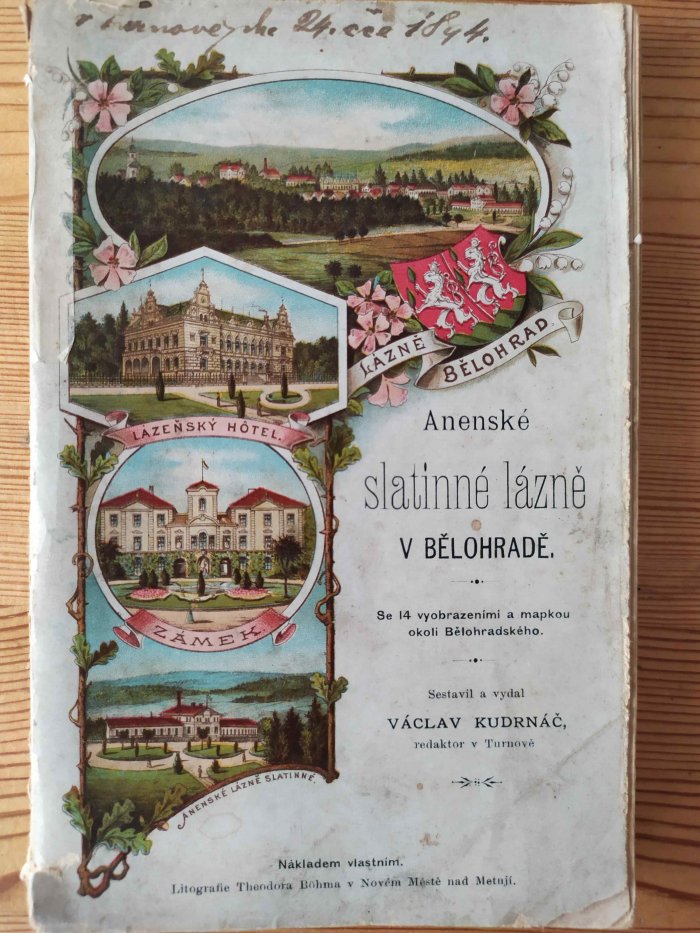 v Turnově, dne 24. čce 1894.
LÁZNĚ
BĚLOHRAD
LÁZEŇSKÝ HÔTEL.
ZÁMEK
ANENSKÉ LÁZNĚ SLATINNÉ.
Anenské
slatinné lázně
V BĚLOHRADĚ.
Se 14 vyobrazeními a mapkou
okolí Bělohradského.
Sestavil a vydal
VÁCLAV KUDRNÁČ,
redaktor v Turnově
Nákladem vlastním.
Litografie Theodora Böhma v Novém Městě nad Metují.